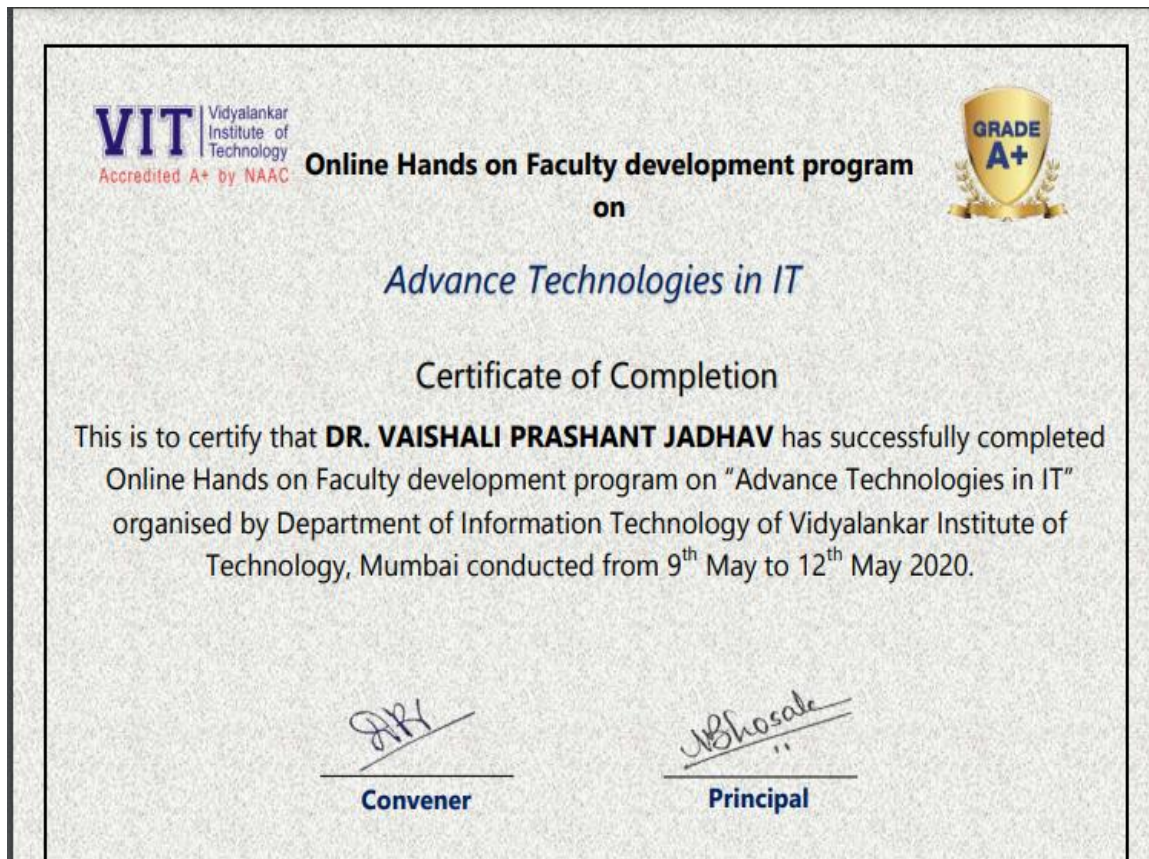 VIT
Vidyalankar
Institute of
Technology
Accredited A+ by NAAC
GRADE
A+
Online Hands on Faculty development program
on
Advance Technologies in IT
Certificate of Completion
This is to certify that DR. VAISHALI PRASHANT JADHAV has successfully completed
Online Hands on Faculty development program on “Advance Technologies in IT”
organised by Department of Information Technology of Vidyalankar Institute of
Technology, Mumbai conducted from 9th May to 12th May 2020.
Bhosale
Convener
Principal